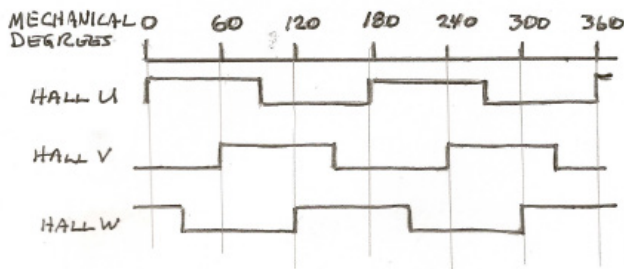 MECHANICAL DEGREES
0 60 120 180 240 300 360
HALL U
HALL V
HALL W